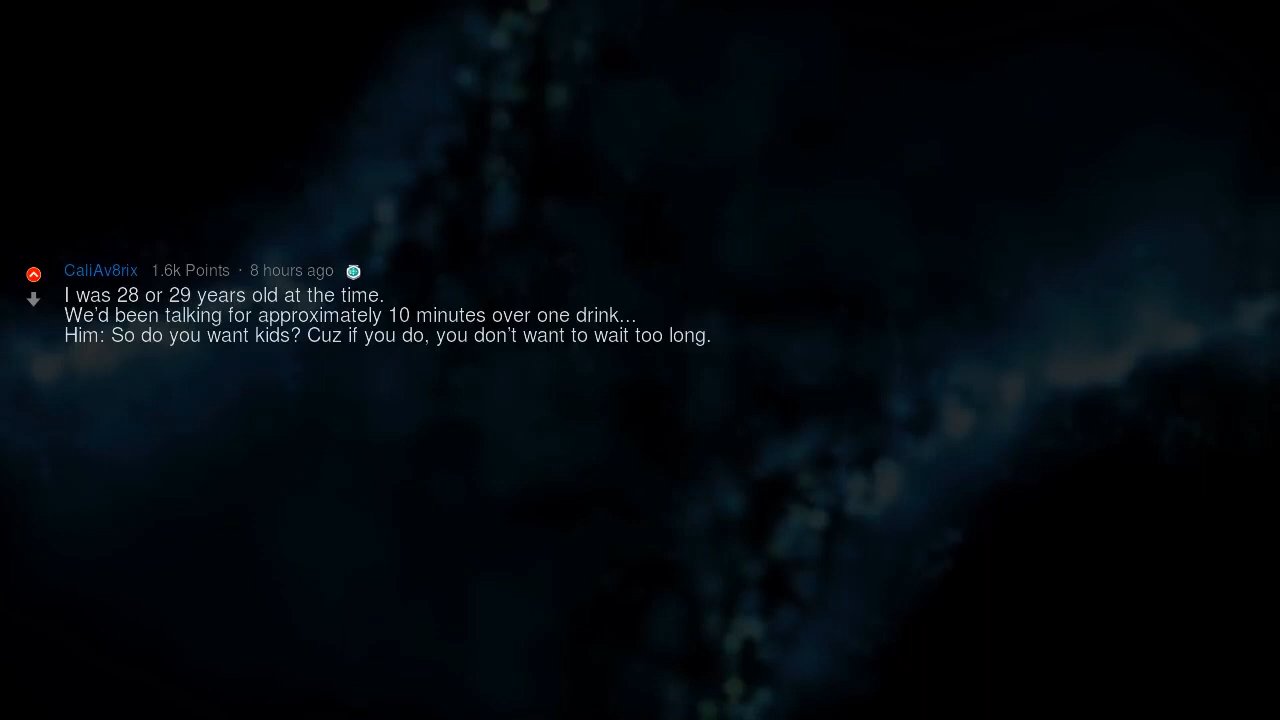 CaliAv8rix 1.6k Points · 8 hours ago
I was 28 or 29 years old at the time.
We’d been talking for approximately 10 minutes over one drink…
Him: So do you want kids? Cuz if you do, you don’t want to wait too long.